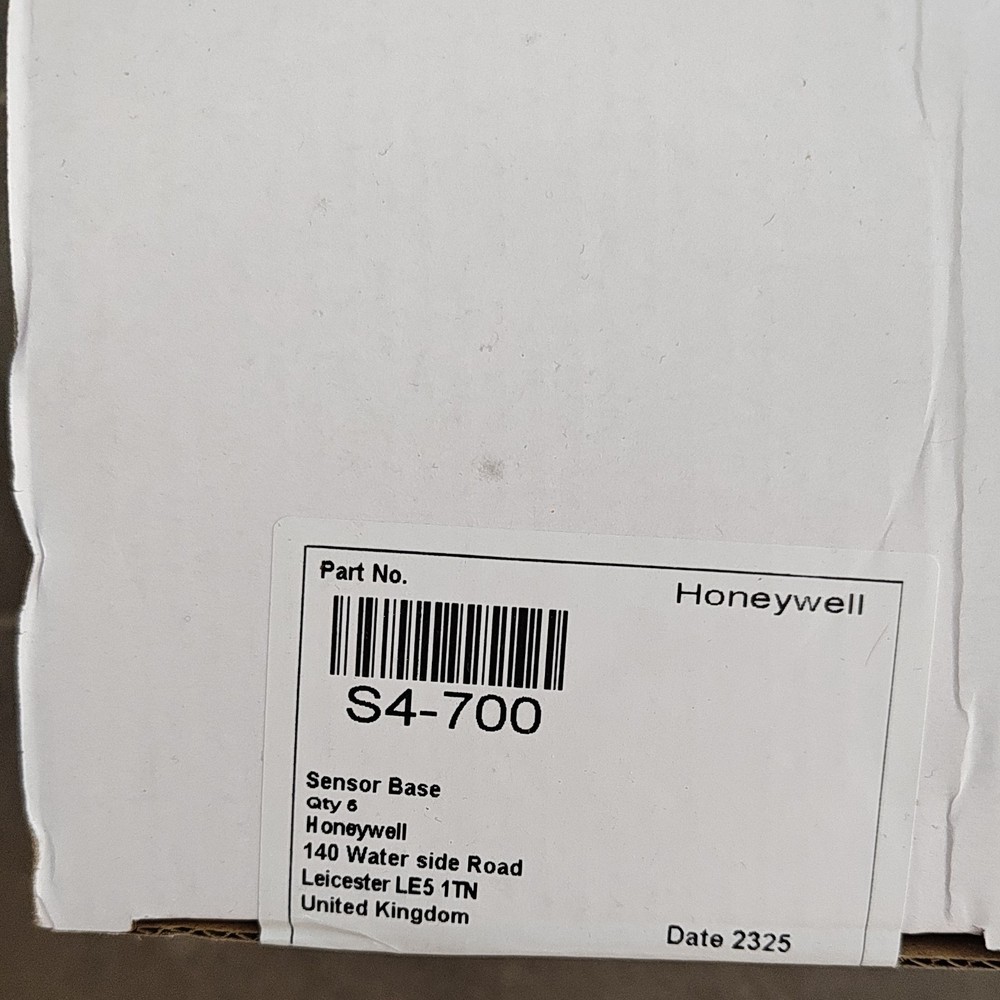 Part No.
Honeywell
S4-700
Sensor Base
Qty 6
Honeywell
140 Water side Road
Leicester LE5 1TN
United Kingdom
Date 2325